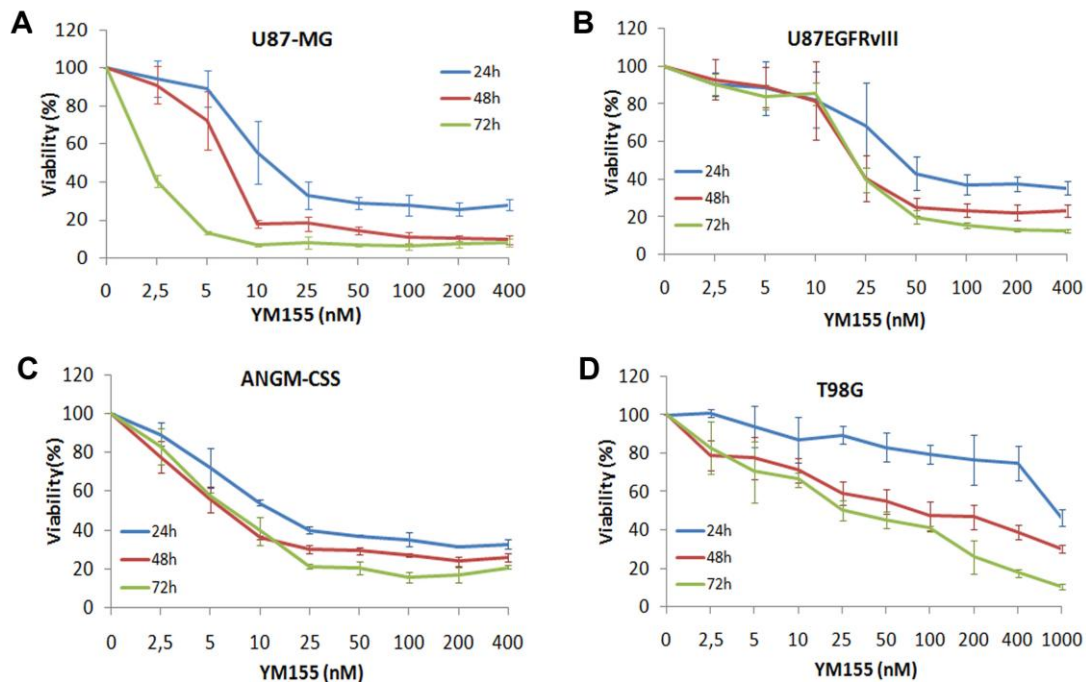 A
U87-MG
Viability (%)
120
100
80
60
40
20
0
24h
48h
72h
0 2,5 5 10 25 50 100 200 400
YM155 (nM)
B
U87EGFRvIII
Viability (%)
120
100
80
60
40
20
0
24h
48h
72h
0 2,5 5 10 25 50 100 200 400
YM155 (nM)
C
ANGM-CSS
Viability(%)
120
100
80
60
40
20
0
24h
48h
72h
0 2,5 5 10 25 50 100 200 400
YM155 (nM)
D
T98G
Viability (%)
120
100
80
60
40
20
0
24h
48h
72h
0 2,5 5 10 25 50 100 200 400 1000
YM155 (nM)